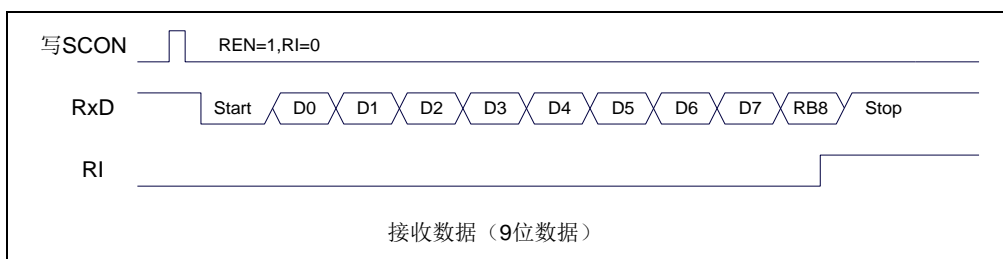 写SCON REN=1,RI=0
RxD Start D0 D1 D2 D3 D4 D5 D6 D7 RB8 Stop
RI
接收数据（9位数据）